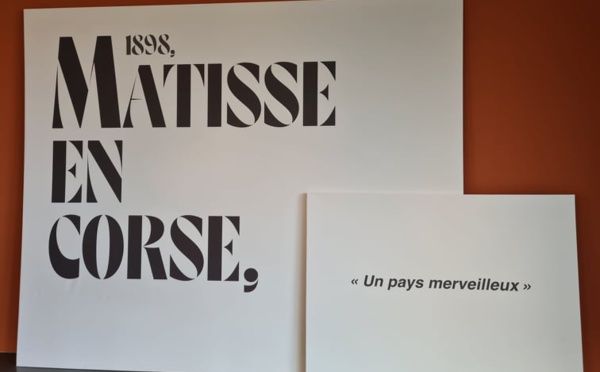 1898,
MATISSE
EN
CORSE,
« Un pays merveilleux »